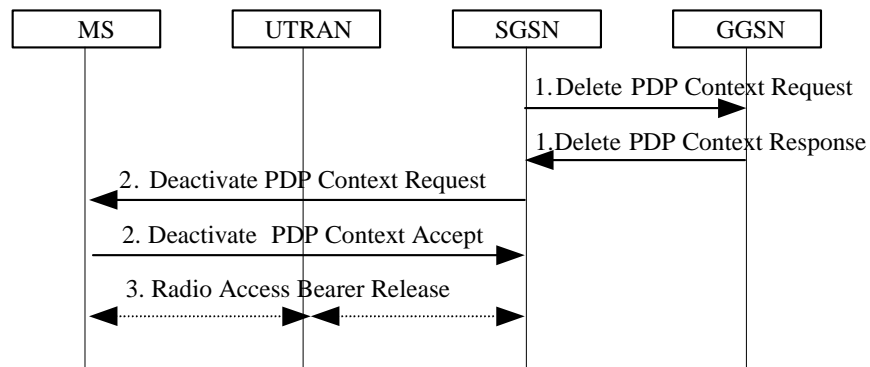 MS UTRAN SGSN GGSN
1. Delete PDP Context Request
1.Delete PDP Context Response
2. Deactivate PDP Context Request
2. Deactivate PDP Context Accept
3. Radio Access Bearer Release